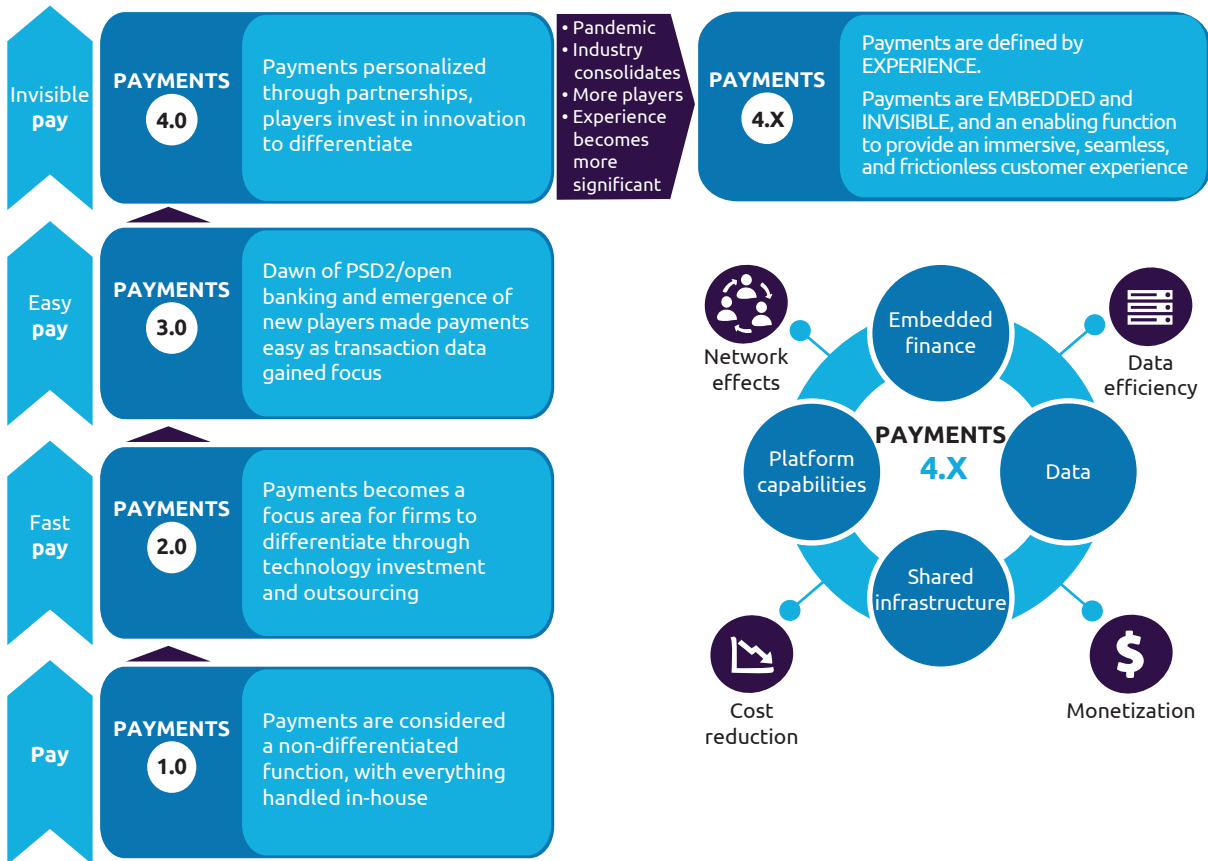 Invisible
pay
PAYMENTS
4.0
Payments personalized
through partnerships,
players invest in innovation
to differentiate
• Pandemic
• Industry
consolidates
• More players
• Experience
becomes
more
significant
PAYMENTS
4.X
Payments are defined by
EXPERIENCE.
Payments are EMBEDDED and
INVISIBLE, and an enabling function
to provide an immersive, seamless,
and frictionless customer experience
Easy
pay
PAYMENTS
3.0
Dawn of PSD2/open
banking and emergence of
new players made payments
easy as transaction data
gained focus
Fast
pay
PAYMENTS
2.0
Payments becomes a
focus area for firms to
differentiate through
technology investment
and outsourcing
Pay
PAYMENTS
1.0
Payments are considered
a non-differentiated
function, with everything
handled in-house
Network
effects
Embedded
finance
Data
efficiency
Platform
capabilities
PAYMENTS
4.X
Data
Shared
infrastructure
Cost
reduction
$
Monetization